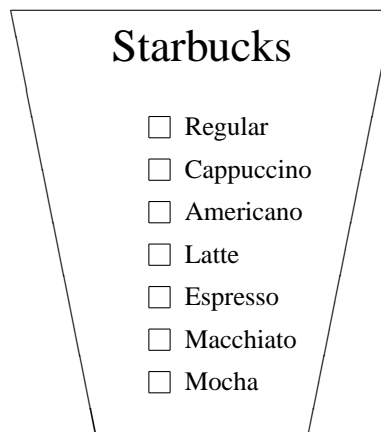 Starbucks
Regular
Cappuccino
Americano
Latte
Espresso
Macchiato
Mocha